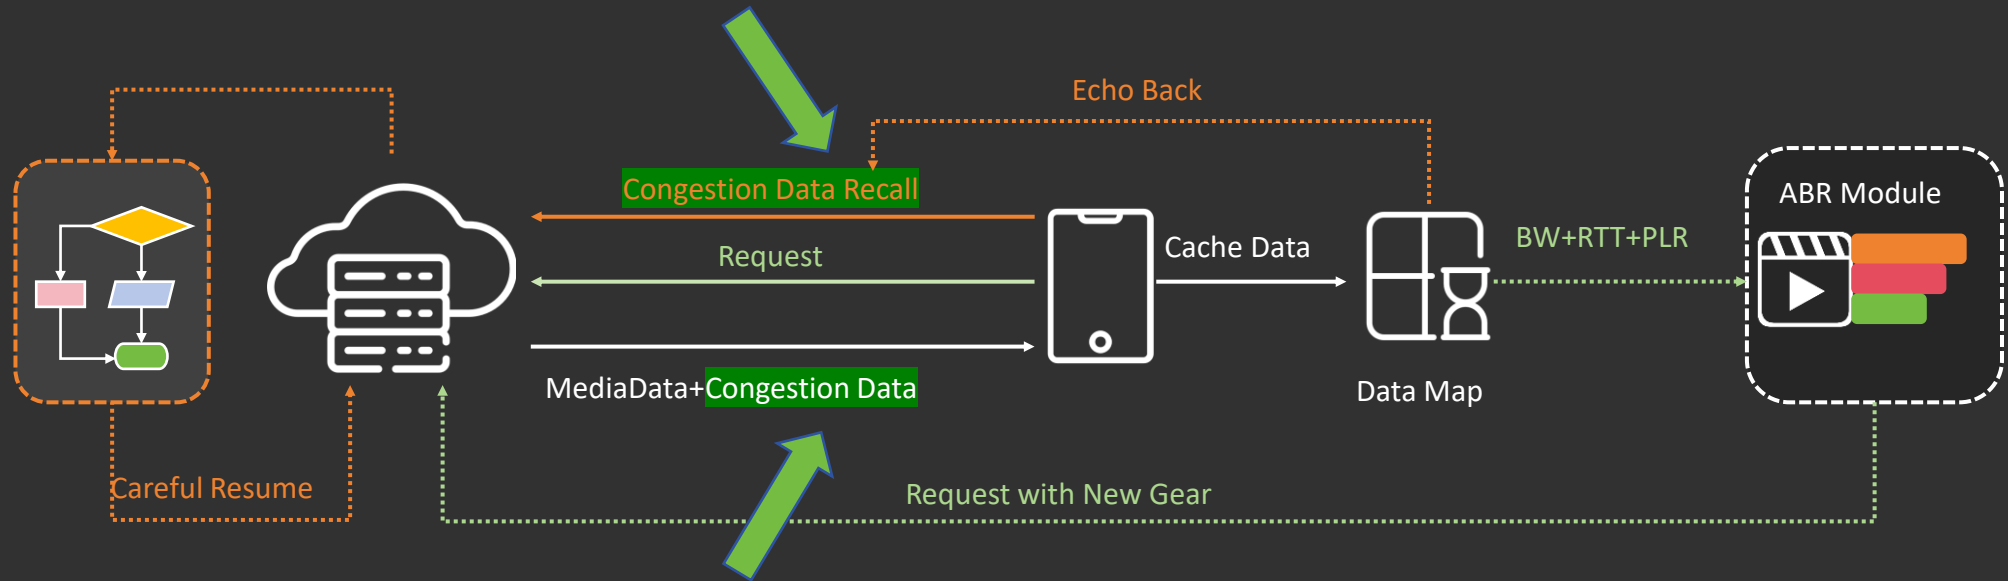 Echo Back
Congestion Data Recall
ABR Module
Request
Cache Data
BW+RTT+PLR
MediaData+Congestion Data
Data Map
Careful Resume
Request with New Gear